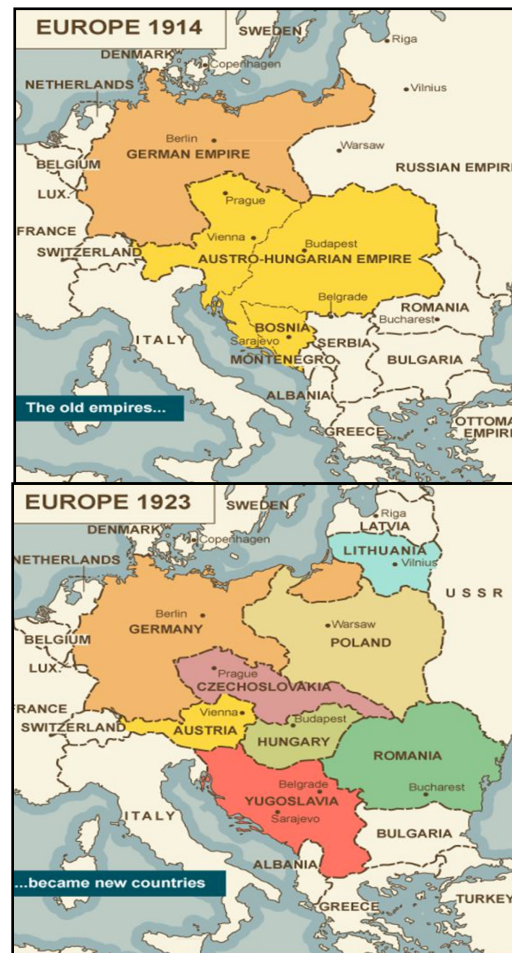 EUROPE 1914
SWEDEN
Riga
DENMARK
Copenhagen
NETHERLANDS
Vilnius
Berlin
Warsaw
BELGIUM
GERMAN EMPIRE
RUSSIAN EMPIRE
LUX.
Prague
FRANCE
Vienna
Budapest
SWITZERLAND
AUSTRO-HUNGARIAN EMPIRE
Belgrade
ROMANIA
BOSNIA
Bucharest
Sarajevo
SERBIA
ITALY
MONTENEGRO
BULGARIA
ALBANIA
The old empires...
OTTOMA
GREECE
EMPIRE
EUROPE 1923
SWEDEN
Riga
LATVIA
DENMARK
Copenhagen
LITHUANIA
NETHERLANDS
Vilnius
USSR
Berlin
Warsaw
GERMANY
BELGIUM
POLAND
LUX.
Prague
CZECHOSLOVAKIA
FRANCE
Vienna
Budapest
SWITZERLAND
AUSTRIA
HUNGARY
ROMANIA
Belgrade
Bucharest
YUGOSLAVIA
Sarajevo
ITALY
BULGARIA
ALBANIA
...became new countries
GREECE
TURKEY